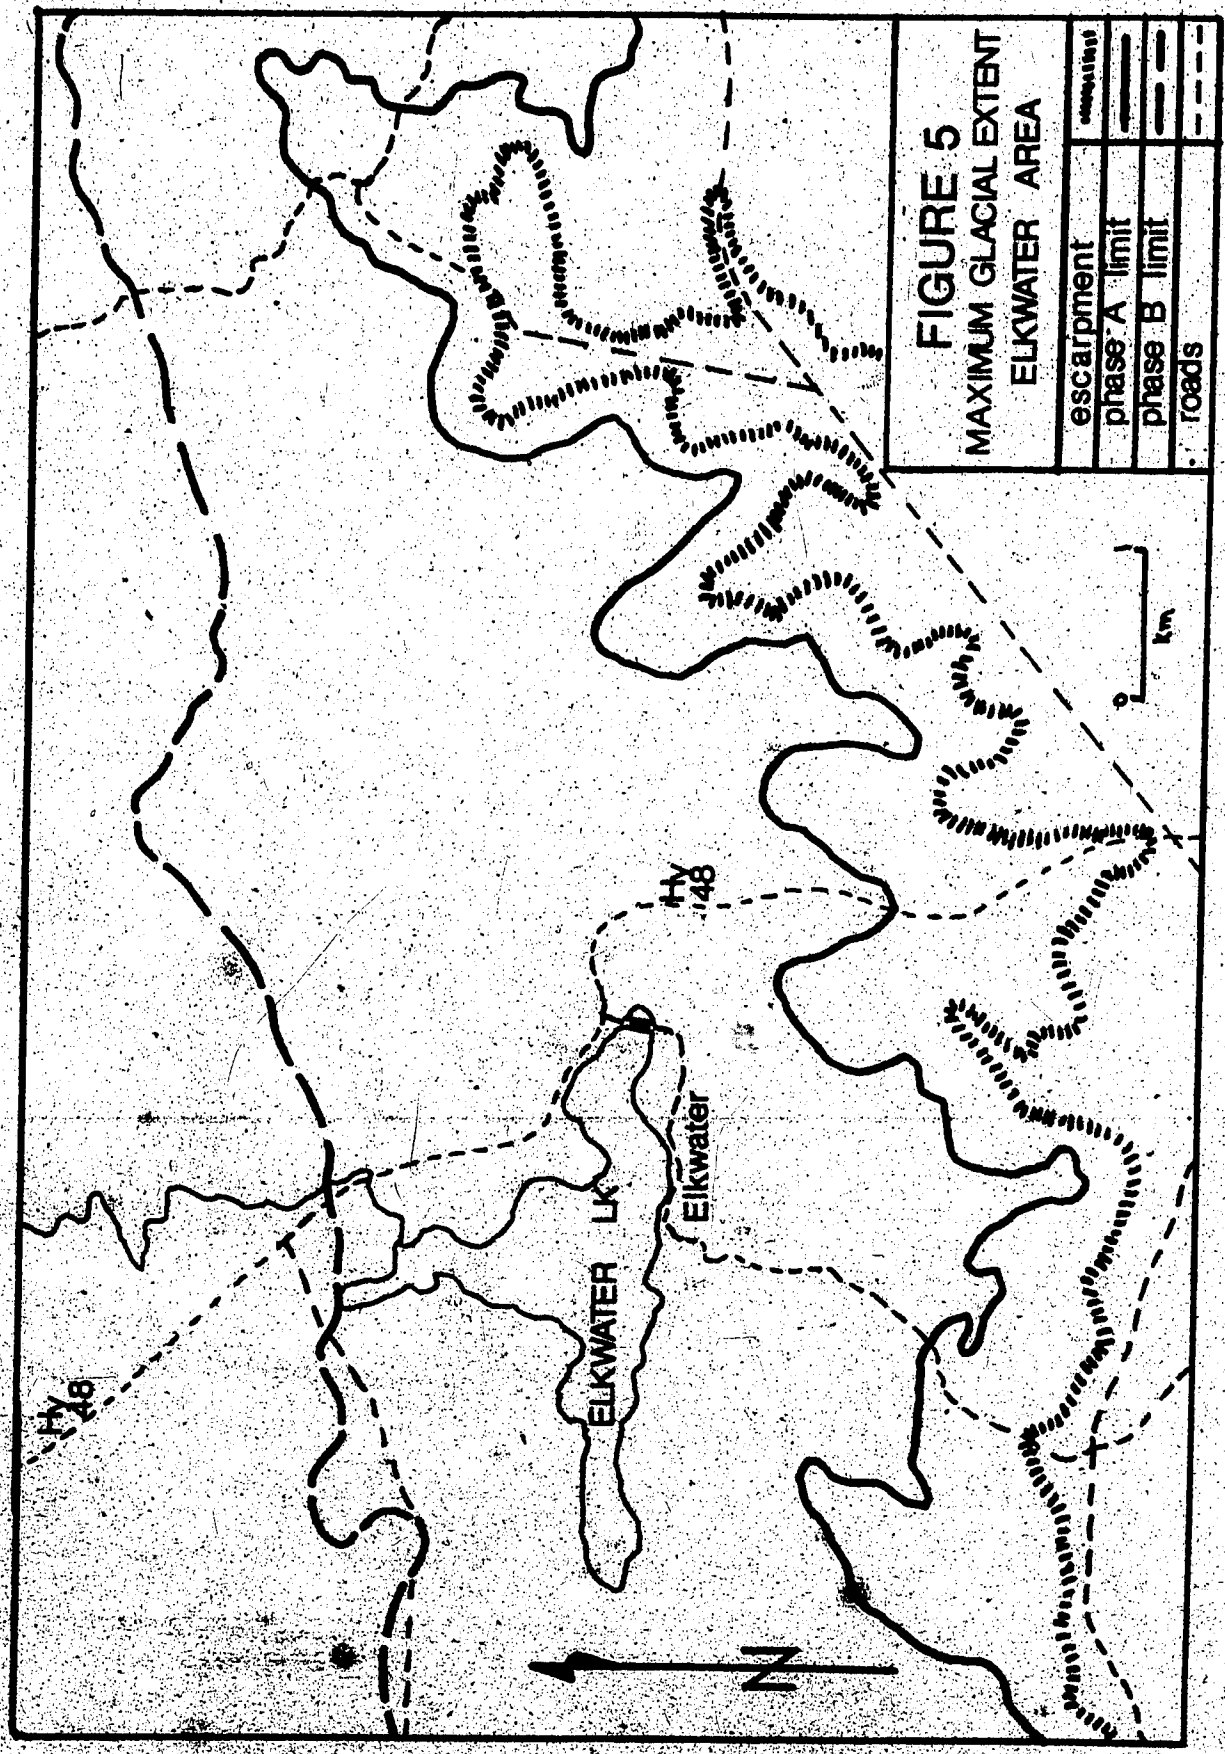 Hy
48
Hy
48
ELKWATER LK
Elkwater
N
0 1
km
FIGURE 5
MAXIMUM GLACIAL EXTENT
ELKWATER AREA
escarpment
phase A limit
phase B limit
roads